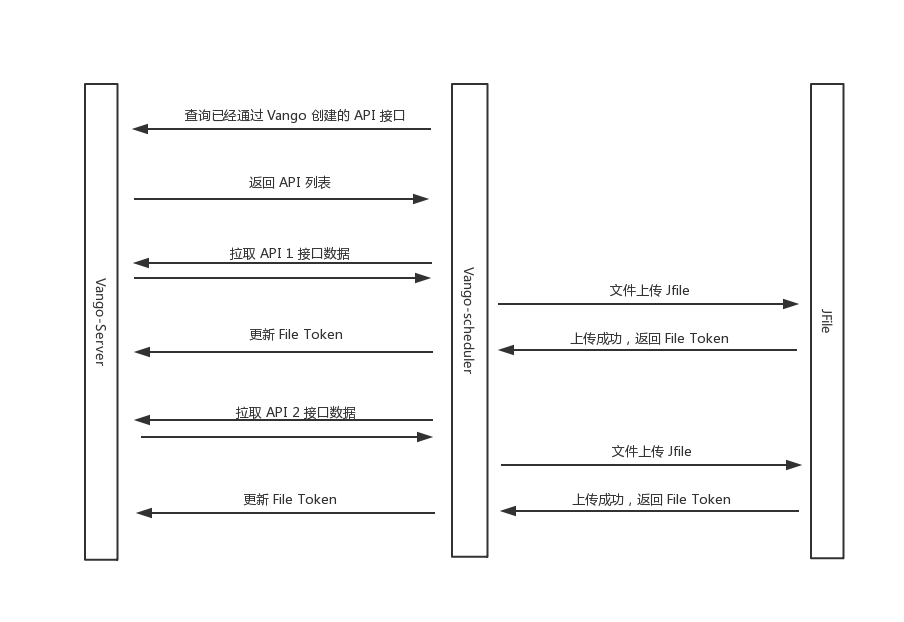 查询已经通过 Vango 创建的 API 接口
返回 API 列表
拉取 API 1 接口数据
文件上传 Jfile
更新 File Token
上传成功，返回 File Token
拉取 API 2 接口数据
文件上传 Jfile
更新 File Token
上传成功，返回 File Token
Vango-Server
Vango-scheduler
JFile